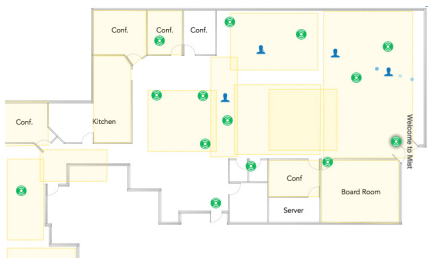 Conf.
Conf.
Conf.
Conf.
Kitchen
Welcome to Mist
Conf
Board Room
Server